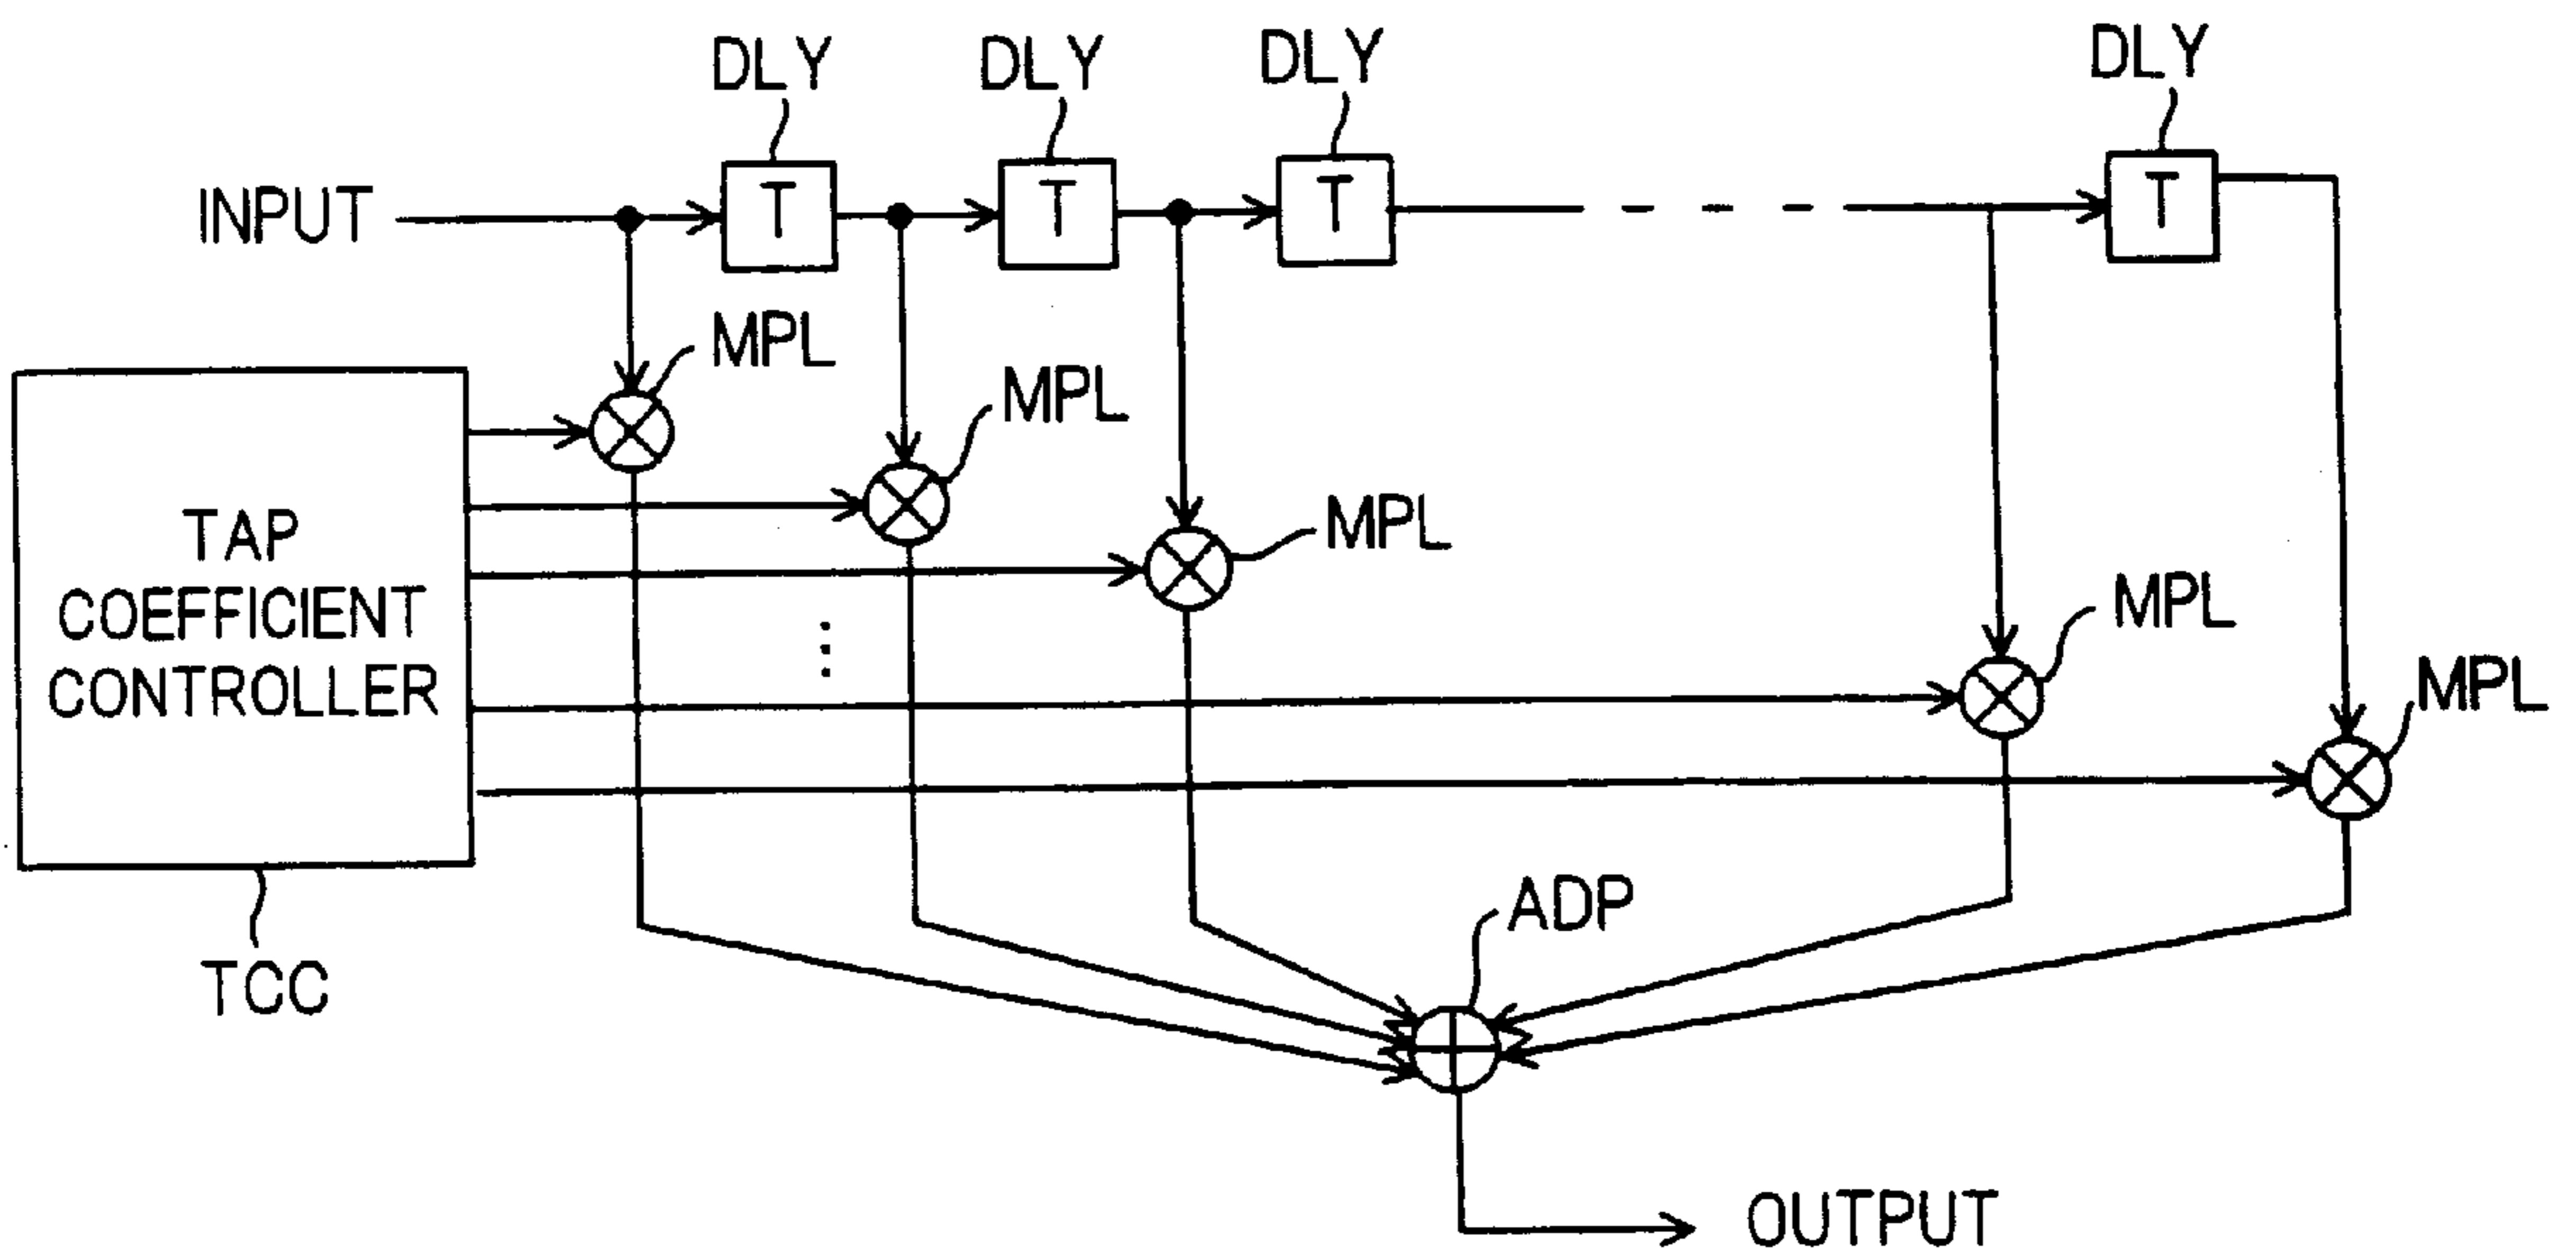 DLY
DLY
DLY
DLY
INPUT
T
T
T
T
MPL
MPL
MPL
MPL
MPL
TAP
COEFFICIENT
CONTROLLER
TCC
ADP
OUTPUT